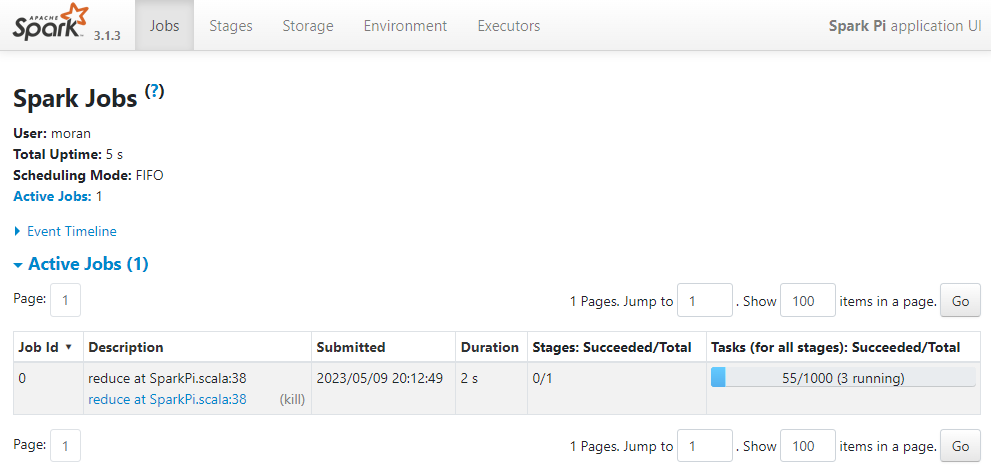 APACHE Spark 3.1.3 Jobs Stages Storage Environment Executors Spark Pi application UI
Spark Jobs (?)
User: moran
Total Uptime: 5 s
Scheduling Mode: FIFO
Active Jobs: 1
Event Timeline
Active Jobs (1)
Page: 1 1 Pages. Jump to 1 . Show 100 items in a page. Go
Job Id ▾ Description Submitted Duration Stages: Succeeded/Total Tasks (for all stages): Succeeded/Total
0 reduce at SparkPi.scala:38 2023/05/09 20:12:49 2 s 0/1 55/1000 (3 running)
reduce at SparkPi.scala:38 (kill)
Page: 1 1 Pages. Jump to 1 . Show 100 items in a page. Go